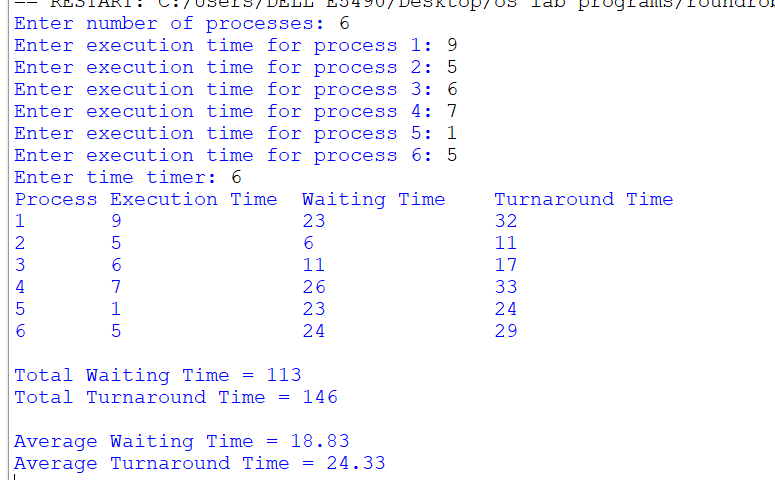 == RESTART: C:/Users/DELL E5490/Desktop/os lab programs/roundrob
Enter number of processes: 6
Enter execution time for process 1: 9
Enter execution time for process 2: 5
Enter execution time for process 3: 6
Enter execution time for process 4: 7
Enter execution time for process 5: 1
Enter execution time for process 6: 5
Enter time timer: 6
Process Execution Time  Waiting Time    Turnaround Time
1       9               23              32
2       5               6               11
3       6               11              17
4       7               26              33
5       1               23              24
6       5               24              29
Total Waiting Time = 113
Total Turnaround Time = 146
Average Waiting Time = 18.83
Average Turnaround Time = 24.33